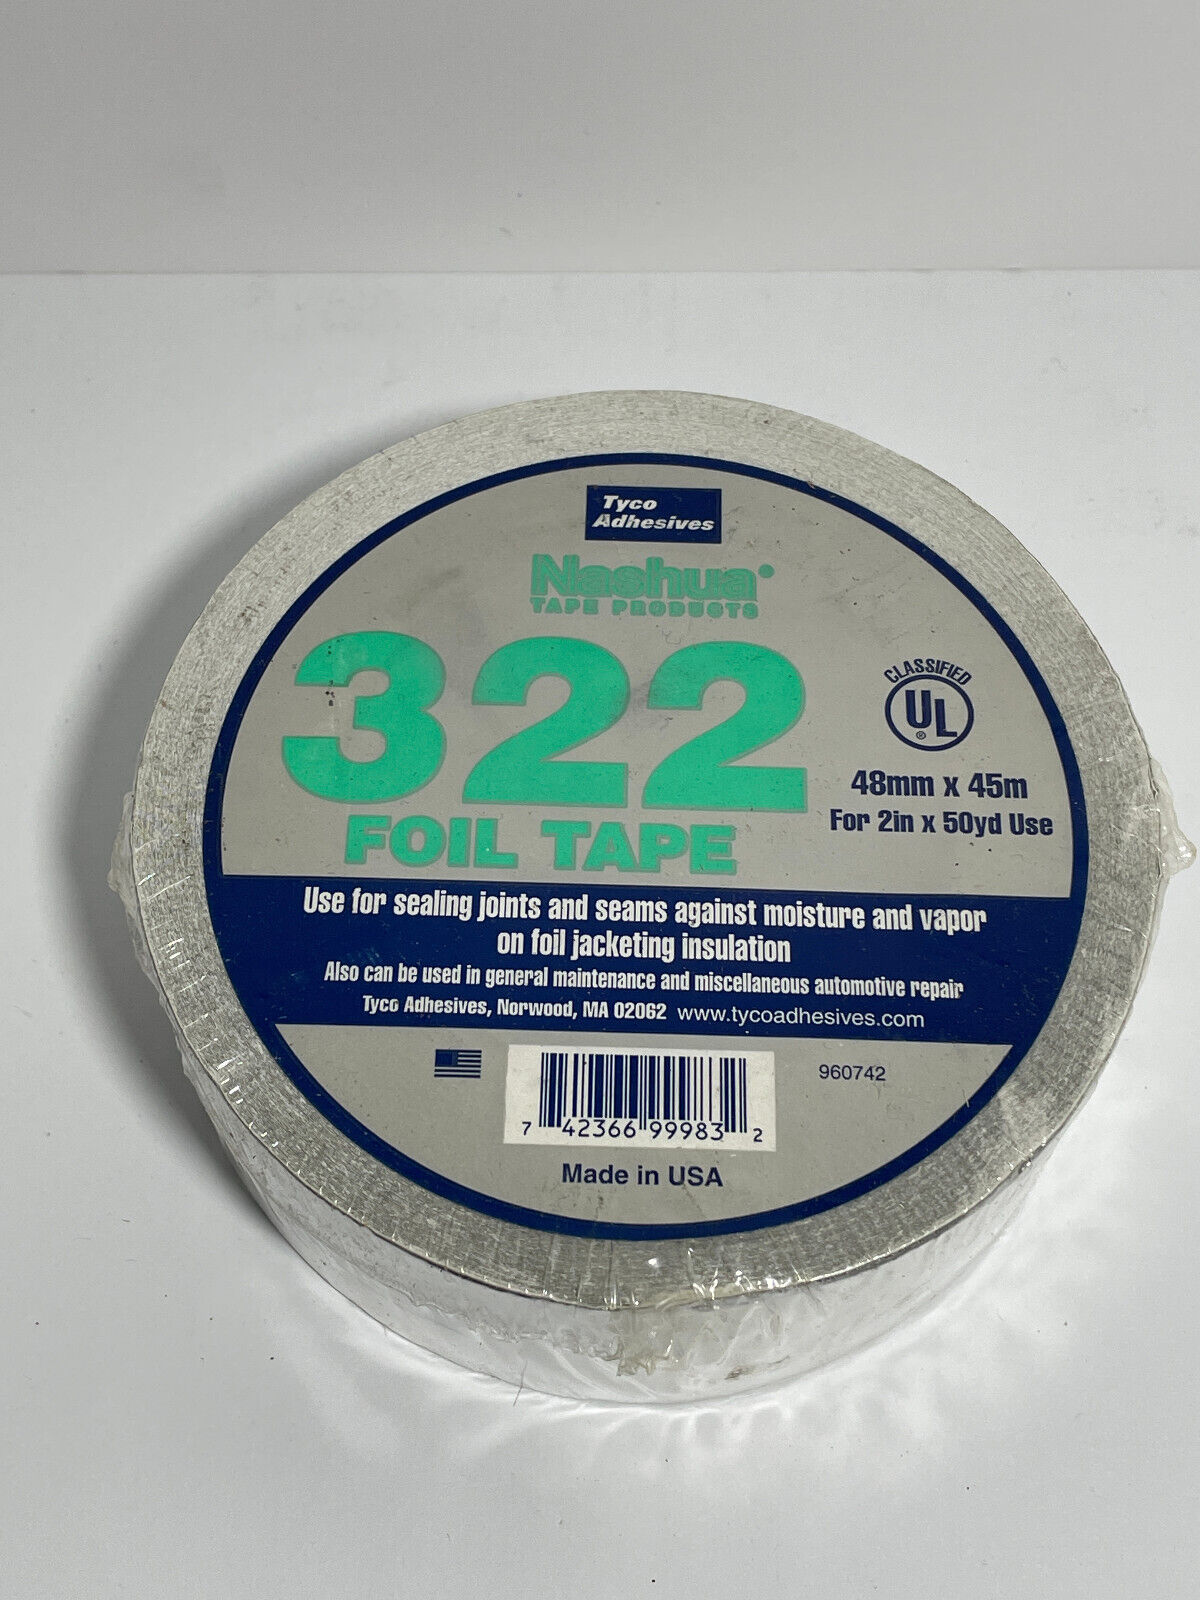 Tyco
Adhesives
Nashua®
TAPE PRODUCTS
322
FOIL TAPE
CLASSIFIED
UL
®
48mm x 45m
For 2in x 50yd Use
Use for sealing joints and seams against moisture and vapor
on foil jacketing insulation
Also can be used in general maintenance and miscellaneous automotive repair
Tyco Adhesives, Norwood, MA 02062 www.tycoadhesives.com
960742
7 42366 99983 2
Made in USA